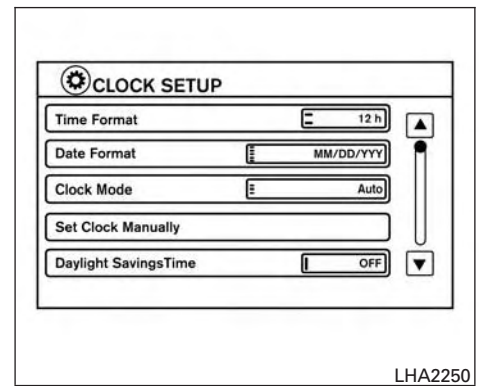 CLOCK SETUP
Time Format 12 h
Date Format MM/DD/YYY
Clock Mode Auto
Set Clock Manually
Daylight SavingsTime OFF
LHA2250